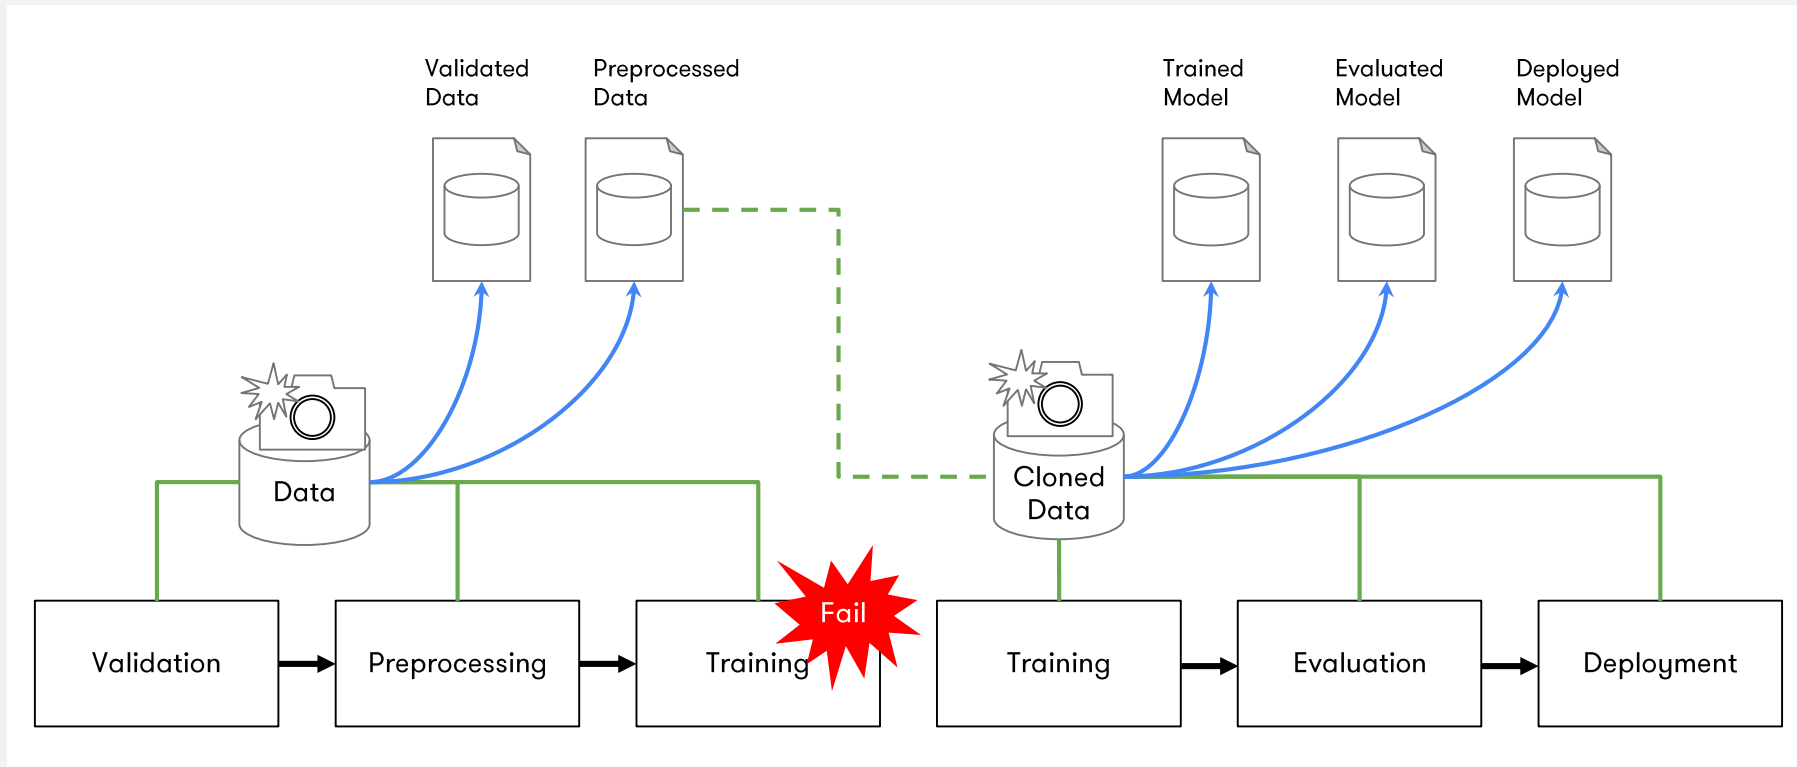 Validated
Data
Preprocessed
Data
Trained
Model
Evaluated
Model
Deployed
Model
Data
Cloned
Data
Fail
Validation
Preprocessing
Training
Training
Evaluation
Deployment